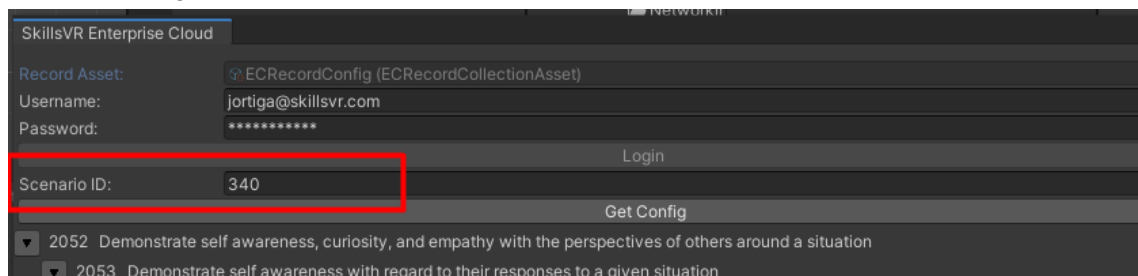 SkillsVR Enterprise Cloud
Record Asset: ECRecordConfig (ECRecordCollectionAsset)
Username: jortiga@skillsvr.com
Password: ***********
Login
Scenario ID: 340
Get Config
2052 Demonstrate self awareness, curiosity, and empathy with the perspectives of others around a situation
2053 Demonstrate self awareness with regard to their responses to a given situation